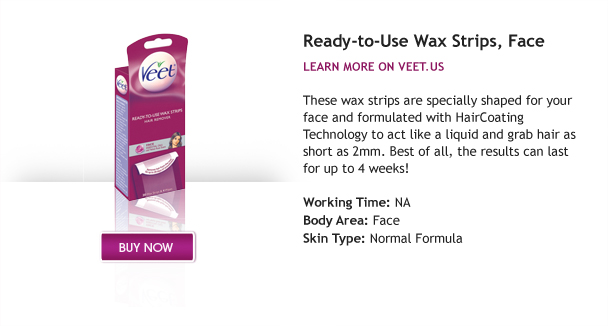 Ready-to-Use Wax Strips, Face
LEARN MORE ON VEET.US
These wax strips are specially shaped for your
face and formulated with HairCoating
Technology to act like a liquid and grab hair as
short as 2mm. Best of all, the results can last
for up to 4 weeks!
Working Time: NA
Body Area: Face
Skin Type: Normal Formula
Veet
READY-TO-USE WAX STRIPS
HAIR REMOVER
BUY NOW